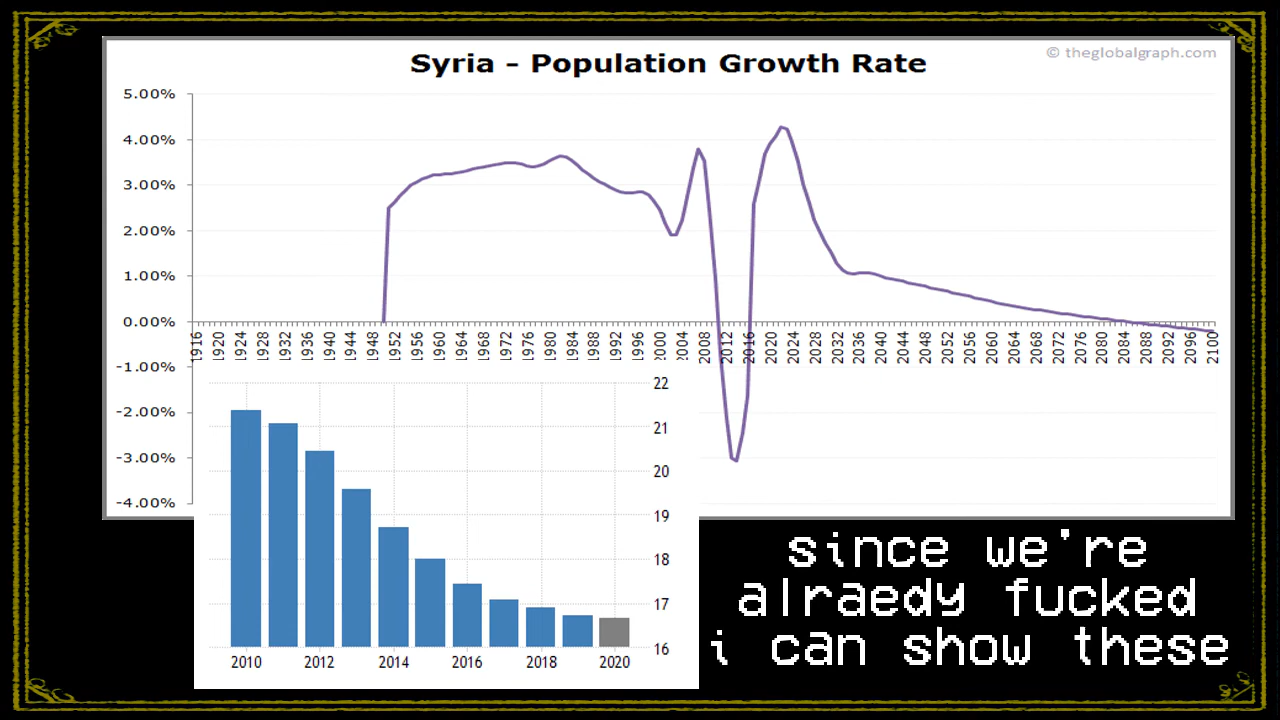 © theglobalgraph.com
Syria - Population Growth Rate
5.00%
4.00%
3.00%
2.00%
1.00%
0.00%
-1.00%
-2.00%
-3.00%
-4.00%
1916 1920 1924 1928 1932 1936 1940 1944 1948 1952 1956 1960 1964 1968 1972 1976 1980 1984 1988 1992 1996 2000 2004 2008 2012 2016 2020 2024 2028 2032 2036 2040 2044 2048 2052 2056 2060 2064 2068 2072 2076 2080 2084 2088 2092 2096 2100
22
21
20
19
18
17
16
2010 2012 2014 2016 2018 2020
since we're
alraedy fucked
i can show these